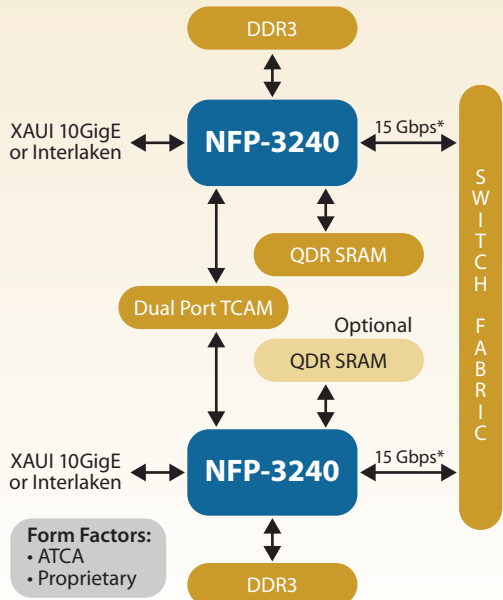 DDR3
XAUI 10GigE
or Interlaken
NFP-3240
15 Gbps*
QDR SRAM
Dual Port TCAM
Optional
QDR SRAM
SWITCH FABRIC
XAUI 10GigE
or Interlaken
NFP-3240
15 Gbps*
Form Factors:
• ATCA
• Proprietary
DDR3